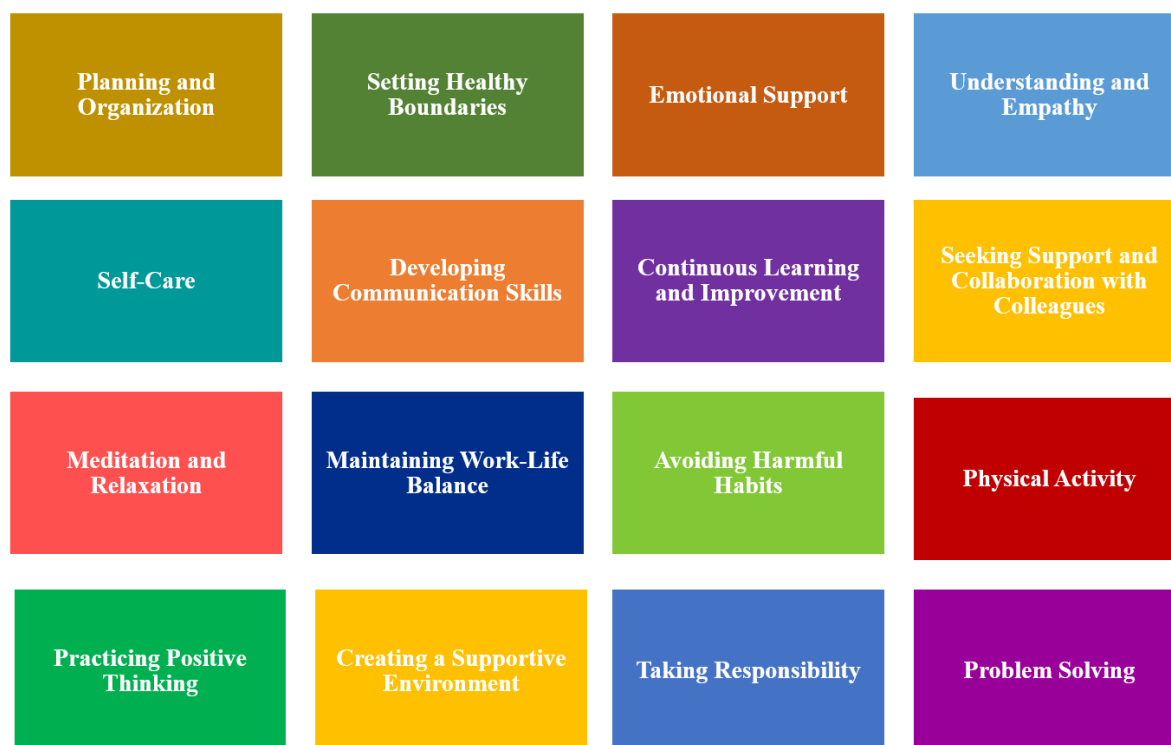 Planning and
Organization
Setting Healthy
Boundaries
Emotional Support
Understanding and
Empathy
Self-Care
Developing
Communication Skills
Continuous Learning
and Improvement
Seeking Support and
Collaboration with
Colleagues
Meditation and
Relaxation
Maintaining Work-Life
Balance
Avoiding Harmful
Habits
Physical Activity
Practicing Positive
Thinking
Creating a Supportive
Environment
Taking Responsibility
Problem Solving